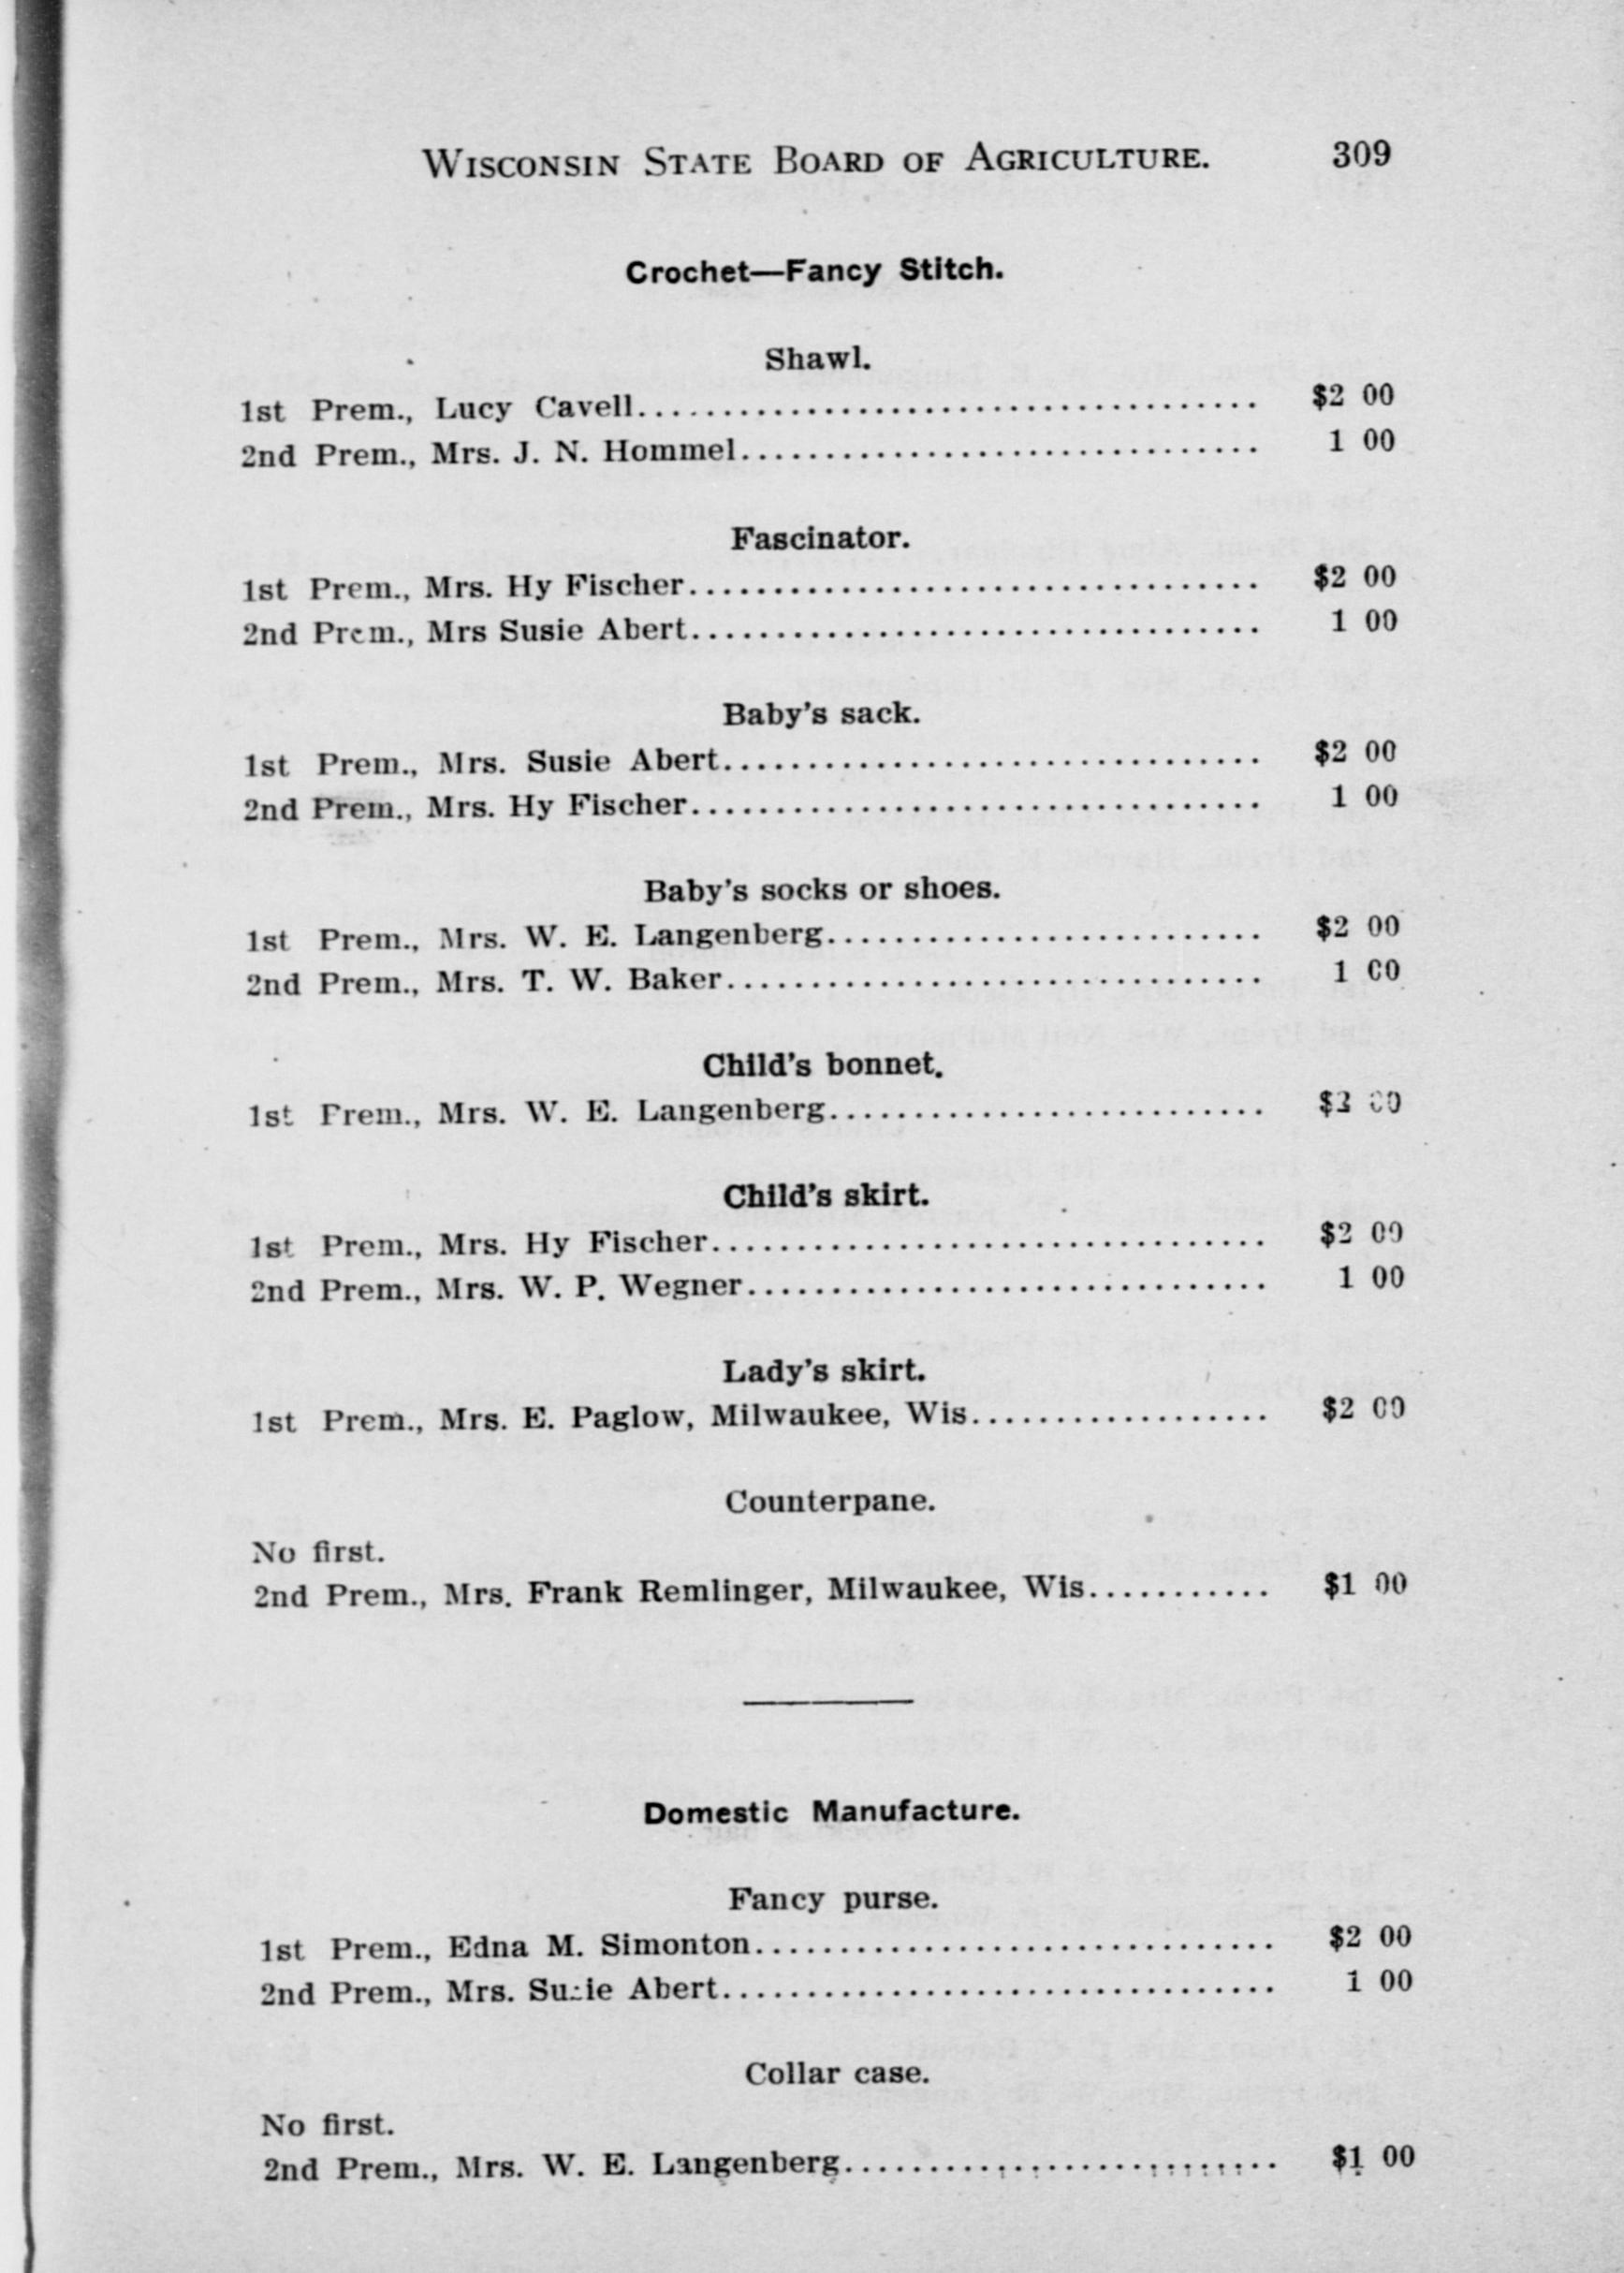 WISCONSIN STATE BOARD OF AGRICULTURE. 309
Crochet—Fancy Stitch.
Shawl.
1st Prem., Lucy Cavell.................................... $2 00
2nd Prem., Mrs. J. N. Hommel.............................. 1 00
Fascinator.
1st Prem., Mrs. Hy Fischer................................. $2 00
2nd Prem., Mrs Susie Abert................................. 1 00
Baby's sack.
1st Prem., Mrs. Susie Abert............................... $2 00
2nd Prem., Mrs. Hy Fischer................................. 1 00
Baby's socks or shoes.
1st Prem., Mrs. W. E. Langenberg.......................... $2 00
2nd Prem., Mrs. T. W. Baker................................ 1 00
Child's bonnet.
1st Prem., Mrs. W. E. Langenberg..........................
Child's skirt.
1st Prem., Mrs. Hy Fischer................................. $2 00
2nd Prem., Mrs. W. P. Wegner............................... 1 00
Lady's skirt.
1st Prem., Mrs. E. Paglow, Milwaukee, Wis.................. $2 00
Counterpane.
No first.
2nd Prem., Mrs. Frank Remlinger, Milwaukee, Wis........... $1 00
Domestic Manufacture.
Fancy purse.
1st Prem., Edna M. Simonton............................... $2 00
2nd Prem., Mrs. Susie Abert................................. 1 00
Collar case.
No first.
2nd Prem., Mrs. W. E. Langenberg.......................... $1 00